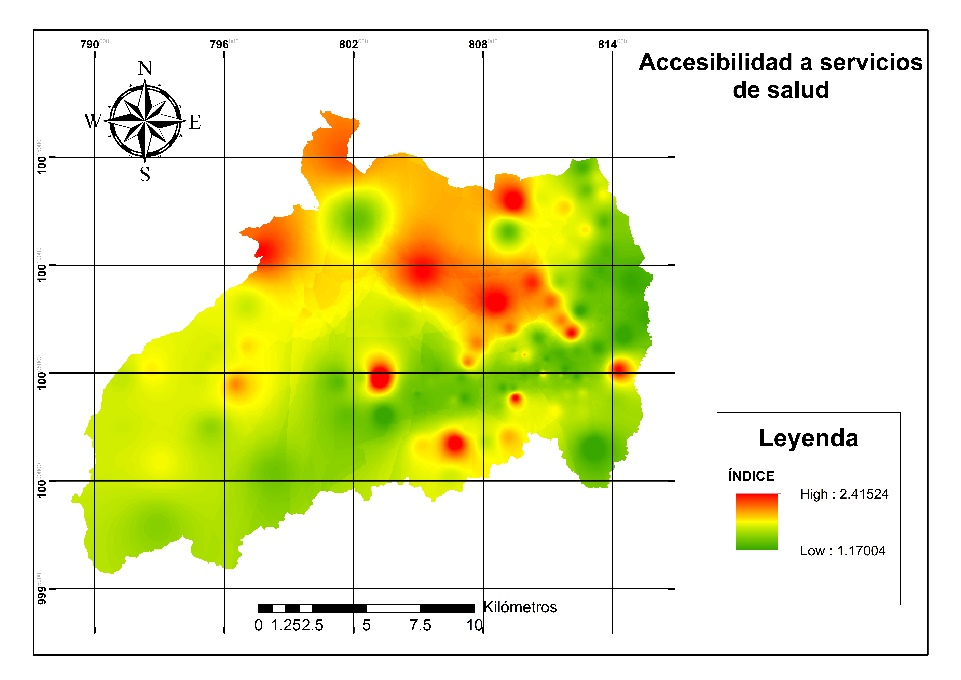 790 796 802 808 814
Accesibilidad a servicios
de salud
N
W E
S
100
100
100
100
999
Leyenda
ÍNDICE
High : 2.41524
Low : 1.17004
Kilómetros
0 1.252.5 5 7.5 10